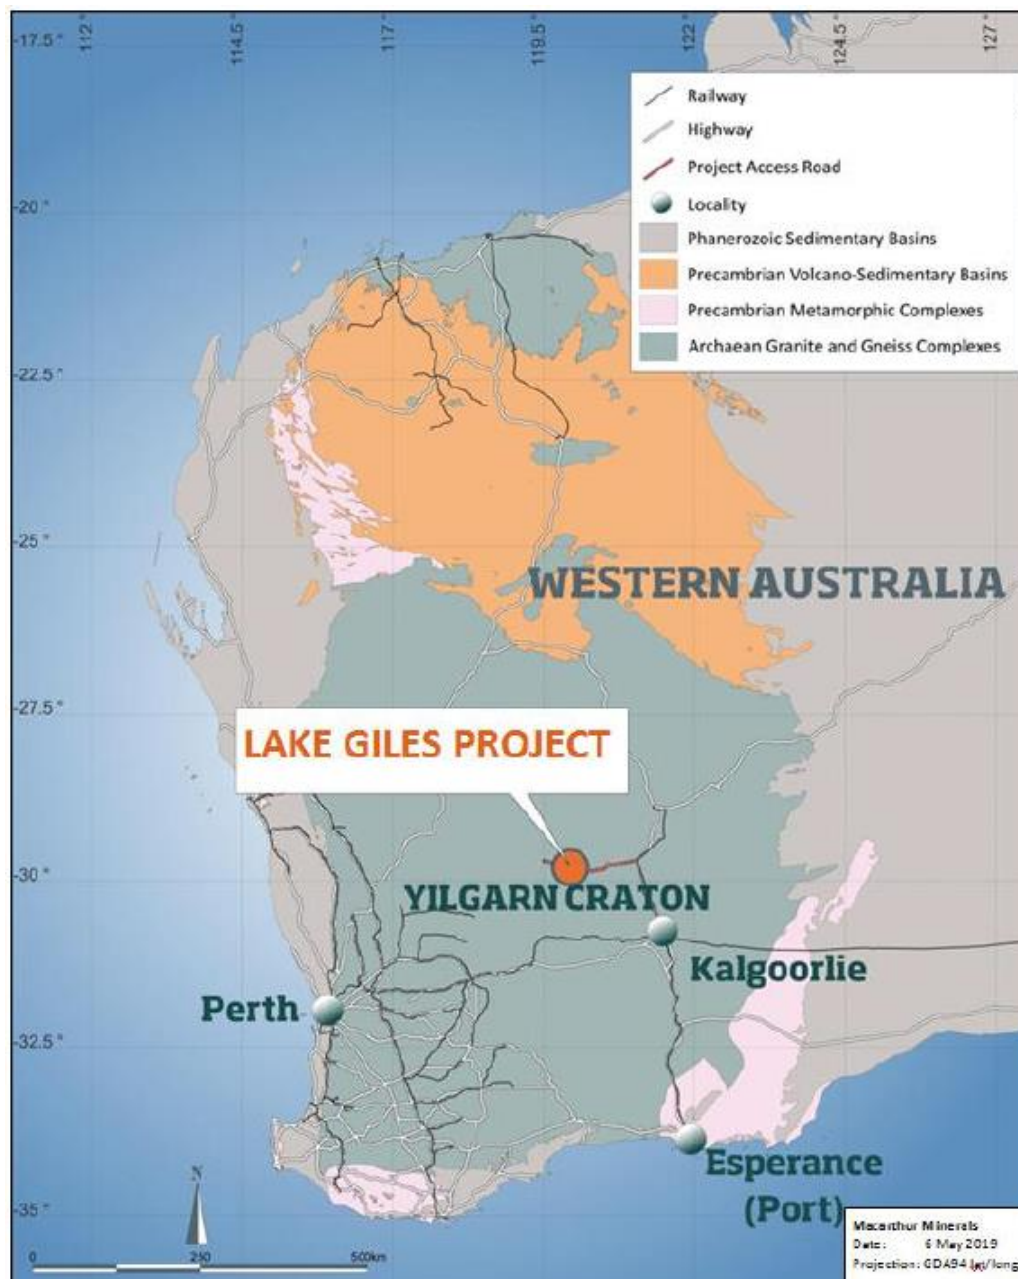 112°
114.5°
117°
119.5°
122°
124.5°
127°
-17.5°
Railway
Highway
Project Access Road
Locality
Phanerozoic Sedimentary Basins
Precambrian Volcano-Sedimentary Basins
Precambrian Metamorphic Complexes
Archaean Granite and Gneiss Complexes
-20°
-22.5°
-25°
WESTERN AUSTRALIA
-27.5°
LAKE GILES PROJECT
-30°
YILGARN CRATON
Kalgoorlie
Perth
-32.5°
Esperance
(Port)
N
-35°
0 250 500km
Macarthur Minerals
Date: 6 May 2019
Projection: GDA94 lat/long